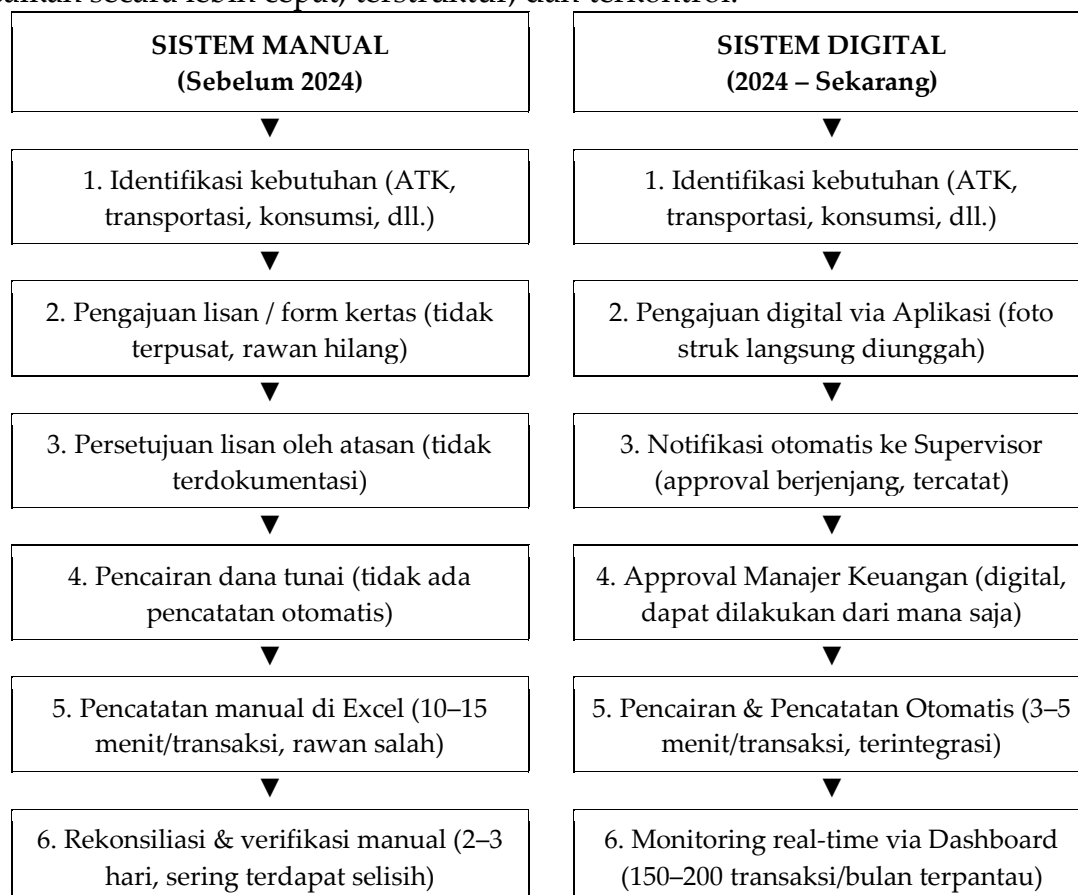 secara lebih cepat, terstruktur, dan terkontrol.
SISTEM MANUAL
(Sebelum 2024)
▼
1. Identifikasi kebutuhan (ATK,
transportasi, konsumsi, dll.)
▼
2. Pengajuan lisan / form kertas (tidak
terpusat, rawan hilang)
▼
3. Persetujuan lisan oleh atasan (tidak
terdokumentasi)
▼
4. Pencairan dana tunai (tidak ada
pencatatan otomatis)
▼
5. Pencatatan manual di Excel (10–15
menit/transaksi, rawan salah)
▼
6. Rekonsiliasi & verifikasi manual (2–3
hari, sering terdapat selisih)
SISTEM DIGITAL
(2024 – Sekarang)
▼
1. Identifikasi kebutuhan (ATK,
transportasi, konsumsi, dll.)
▼
2. Pengajuan digital via Aplikasi (foto
struk langsung diunggah)
▼
3. Notifikasi otomatis ke Supervisor
(approval berjenjang, tercatat)
▼
4. Approval Manajer Keuangan (digital,
dapat dilakukan dari mana saja)
▼
5. Pencairan & Pencatatan Otomatis (3–5
menit/transaksi, terintegrasi)
▼
6. Monitoring real-time via Dashboard
(150–200 transaksi/bulan terpantau)